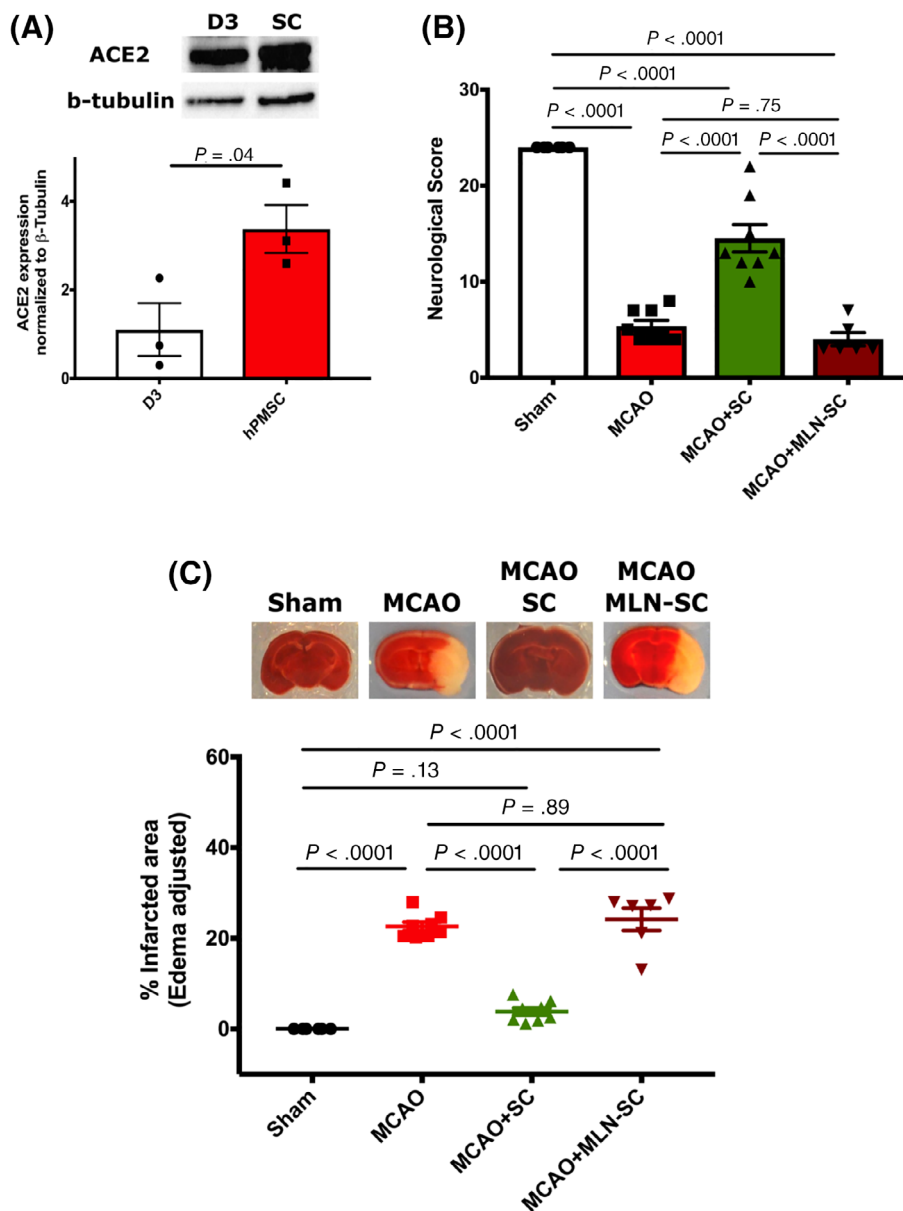 (A)
D3 SC
ACE2
b-tubulin
P = .04
ACE2 expression
normalized to β-Tubulin
4
2
0
D3
hPMSC
(B)
P < .0001
P < .0001
P < .0001
P = .75
P < .0001
P < .0001
Neurological Score
30
20
10
0
Sham
MCAO
MCAO+SC
MCAO+MLN-SC
(C)
Sham
MCAO
MCAO
SC
MCAO
MLN-SC
P < .0001
P = .13
P = .89
P < .0001
P < .0001
P < .0001
% Infarcted area
(Edema adjusted)
60
40
20
0
Sham
MCAO
MCAO+SC
MCAO+MLN-SC